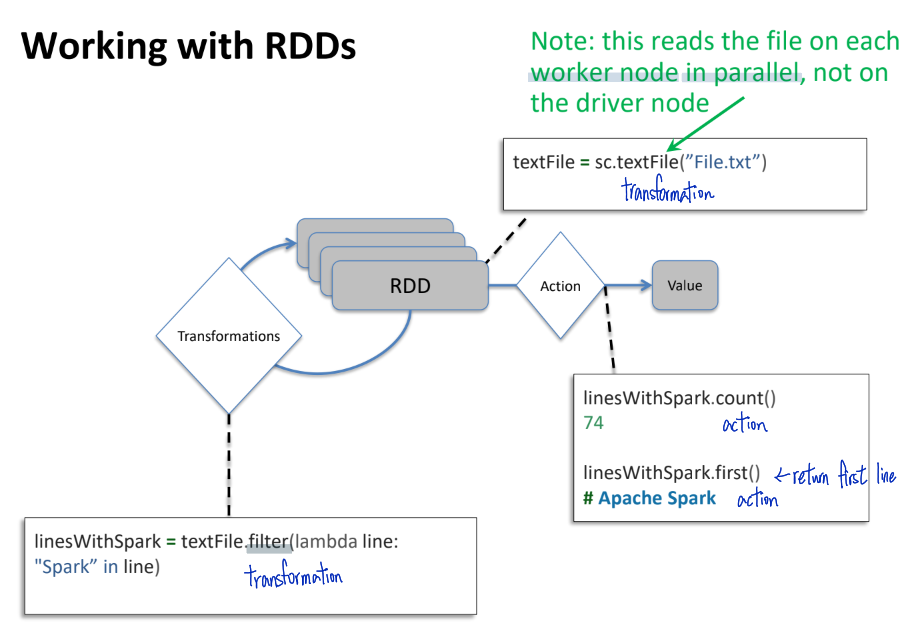 Working with RDDs
Note: this reads the file on each
worker node in parallel, not on
the driver node
textFile = sc.textFile(”File.txt”)
transformation
RDD
Action
Value
Transformations
linesWithSpark.count()
74
action
linesWithSpark.first() ← return first line
# Apache Spark action
linesWithSpark = textFile.filter(lambda line:
"Spark” in line)
transformation